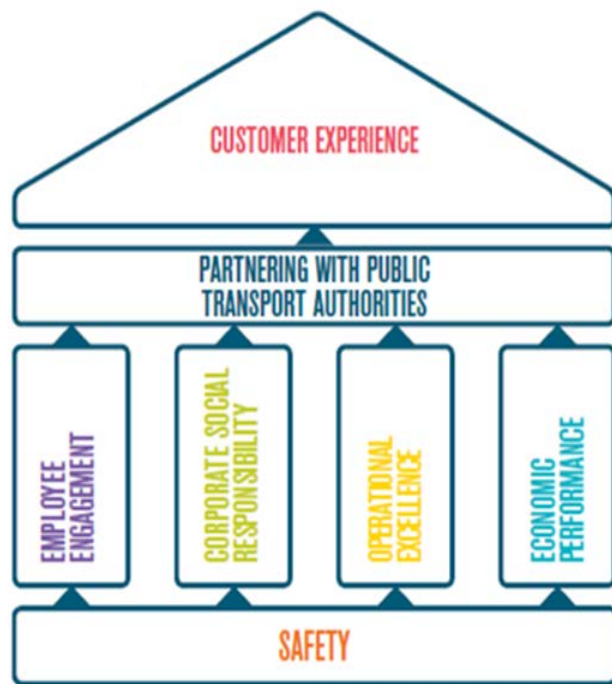 CUSTOMER EXPERIENCE
PARTNERING WITH PUBLIC
TRANSPORT AUTHORITIES
EMPLOYEE
ENGAGEMENT
CORPORATE SOCIAL
RESPONSIBILITY
OPERATIONAL
EXCELLENCE
ECONOMIC
PERFORMANCE
SAFETY